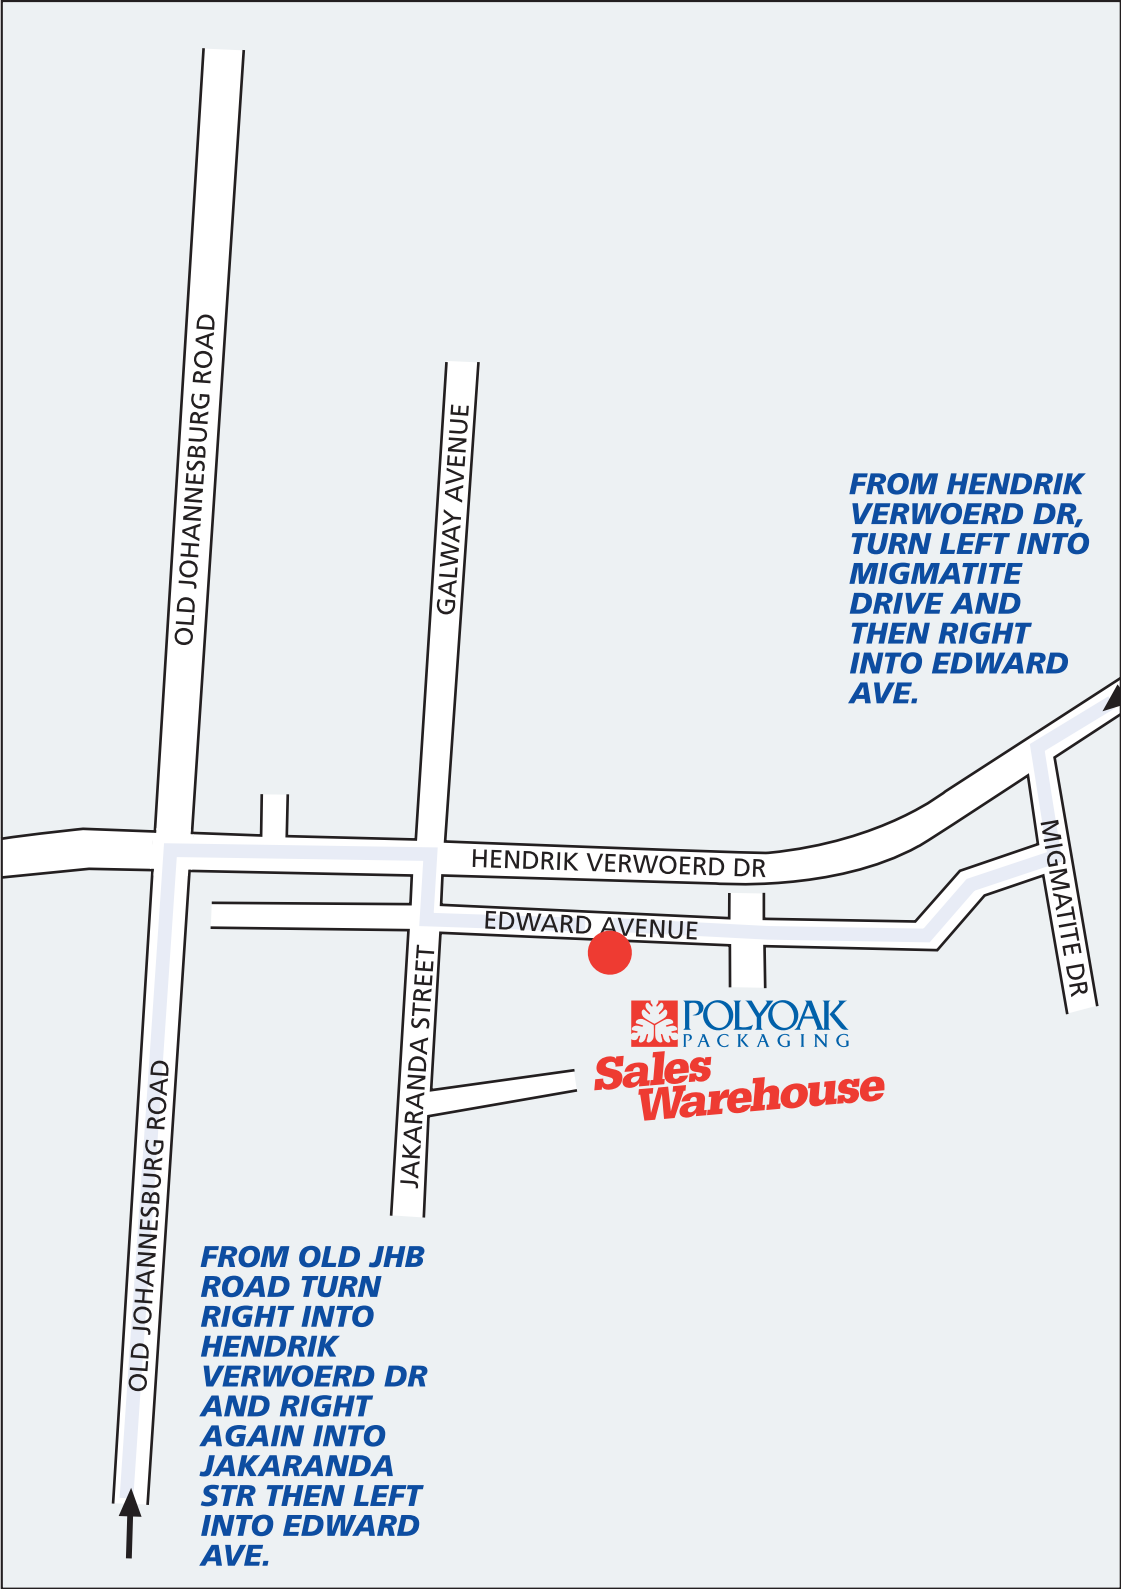 OLD JOHANNESBURG ROAD
GALWAY AVENUE
FROM HENDRIK
VERWOERD DR,
TURN LEFT INTO
MIGMATITE
DRIVE AND
THEN RIGHT
INTO EDWARD
AVE.
HENDRIK VERWOERD DR
EDWARD AVENUE
MIGMATITE DR
JAKARANDA STREET
POLYOAK
PACKAGING
Sales
Warehouse
OLD JOHANNESBURG ROAD
FROM OLD JHB
ROAD TURN
RIGHT INTO
HENDRIK
VERWOERD DR
AND RIGHT
AGAIN INTO
JAKARANDA
STR THEN LEFT
INTO EDWARD
AVE.